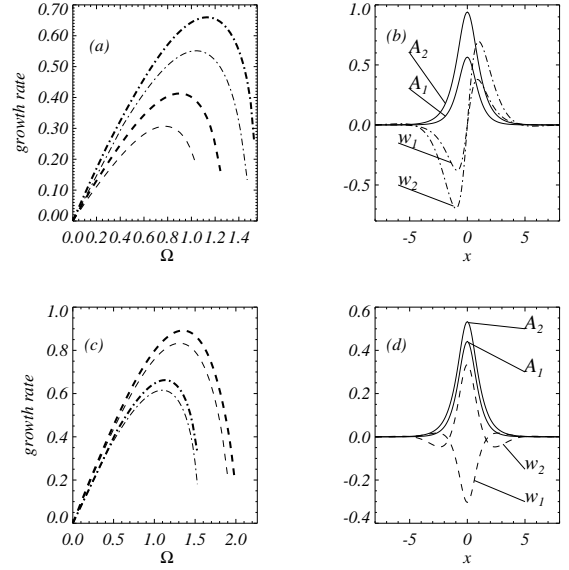 0.70
0.60
0.50
0.40
0.30
0.20
0.10
0.00
growth rate
(a)
0.0 0.2 0.4 0.6 0.8 1.0 1.2 1.4
Ω
1.0
0.5
0.0
-0.5
(b)
A2
A1
w1
w2
-5 0 5
x
1.0
0.8
0.6
0.4
0.2
0.0
growth rate
(c)
0.0 0.5 1.0 1.5 2.0
Ω
0.6
0.4
0.2
0.0
-0.2
-0.4
(d)
A2
A1
w2
w1
-5 0 5
x